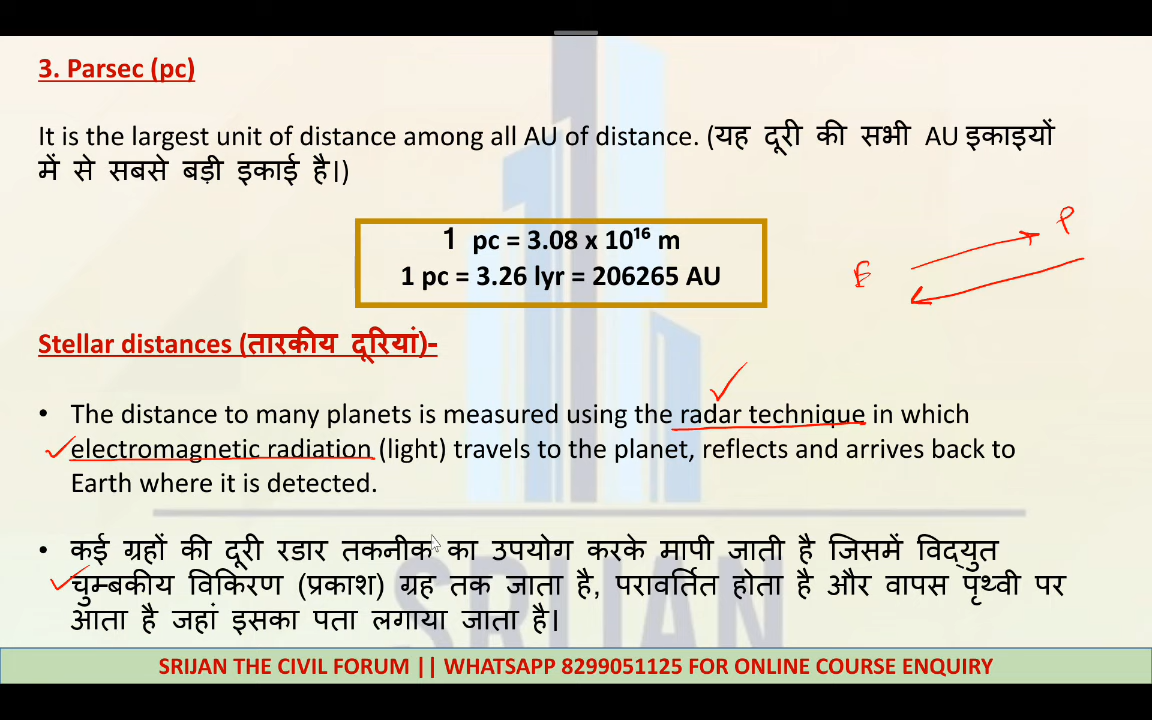 3. Parsec (pc)
It is the largest unit of distance among all AU of distance. (यह दूरी की सभी AU इकाइयों
में से सबसे बड़ी इकाई है।)
1 pc = 3.08 x 10¹⁶ m
1 pc = 3.26 lyr = 206265 AU
P
E
Stellar distances (तारकीय दूरियां)-
• The distance to many planets is measured using the radar technique in which
electromagnetic radiation (light) travels to the planet, reflects and arrives back to
Earth where it is detected.
• कई ग्रहों की दूरी रडार तकनीक का उपयोग करके मापी जाती है जिसमें विद्युत
चुम्बकीय विकिरण (प्रकाश) ग्रह तक जाता है, परावर्तित होता है और वापस पृथ्वी पर
आता है जहां इसका पता लगाया जाता है।
SRIJAN
SRIJAN THE CIVIL FORUM || WHATSAPP 8299051125 FOR ONLINE COURSE ENQUIRY